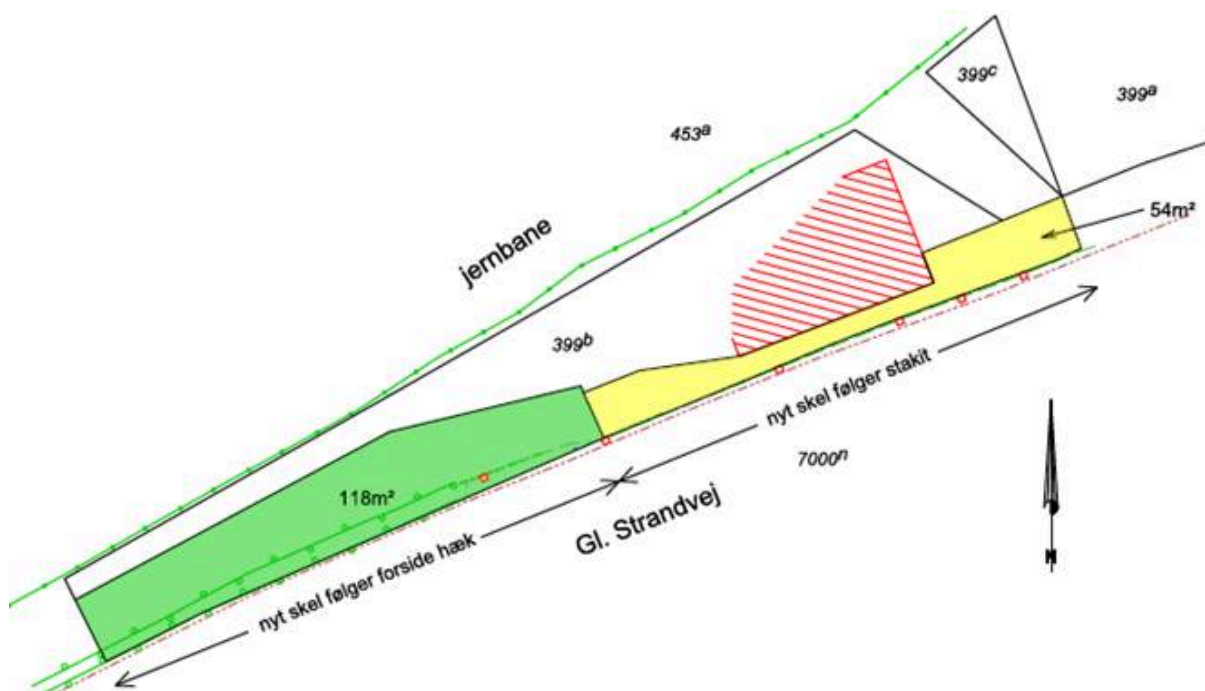 399c
453a
399a
54m²
jernbane
399b
nyt skel følger stakit
7000n
118m²
Gl. Strandvej
nyt skel følger forside hæk
N